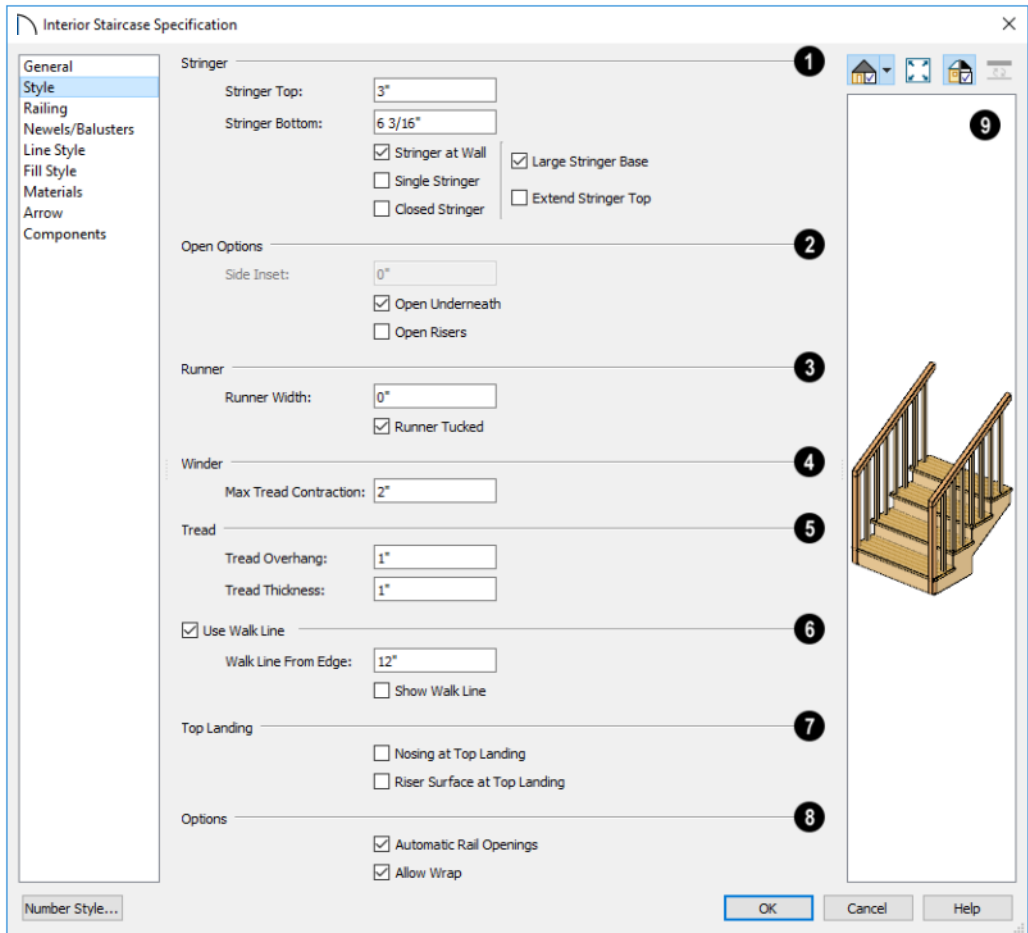 Interior Staircase Specification
General
Style
Railing
Newels/Balusters
Line Style
Fill Style
Materials
Arrow
Components
Stringer 1
Stringer Top: 3"
Stringer Bottom: 6 3/16"
Stringer at Wall
Single Stringer
Closed Stringer
Large Stringer Base
Extend Stringer Top
Open Options 2
Side Inset: 0"
Open Underneath
Open Risers
Runner 3
Runner Width: 0"
Runner Tucked
Winder 4
Max Tread Contraction: 2"
Tread 5
Tread Overhang: 1"
Tread Thickness: 1"
Use Walk Line 6
Walk Line From Edge: 12"
Show Walk Line
Top Landing 7
Nosing at Top Landing
Riser Surface at Top Landing
Options 8
Automatic Rail Openings
Allow Wrap
9
Number Style...
OK Cancel Help